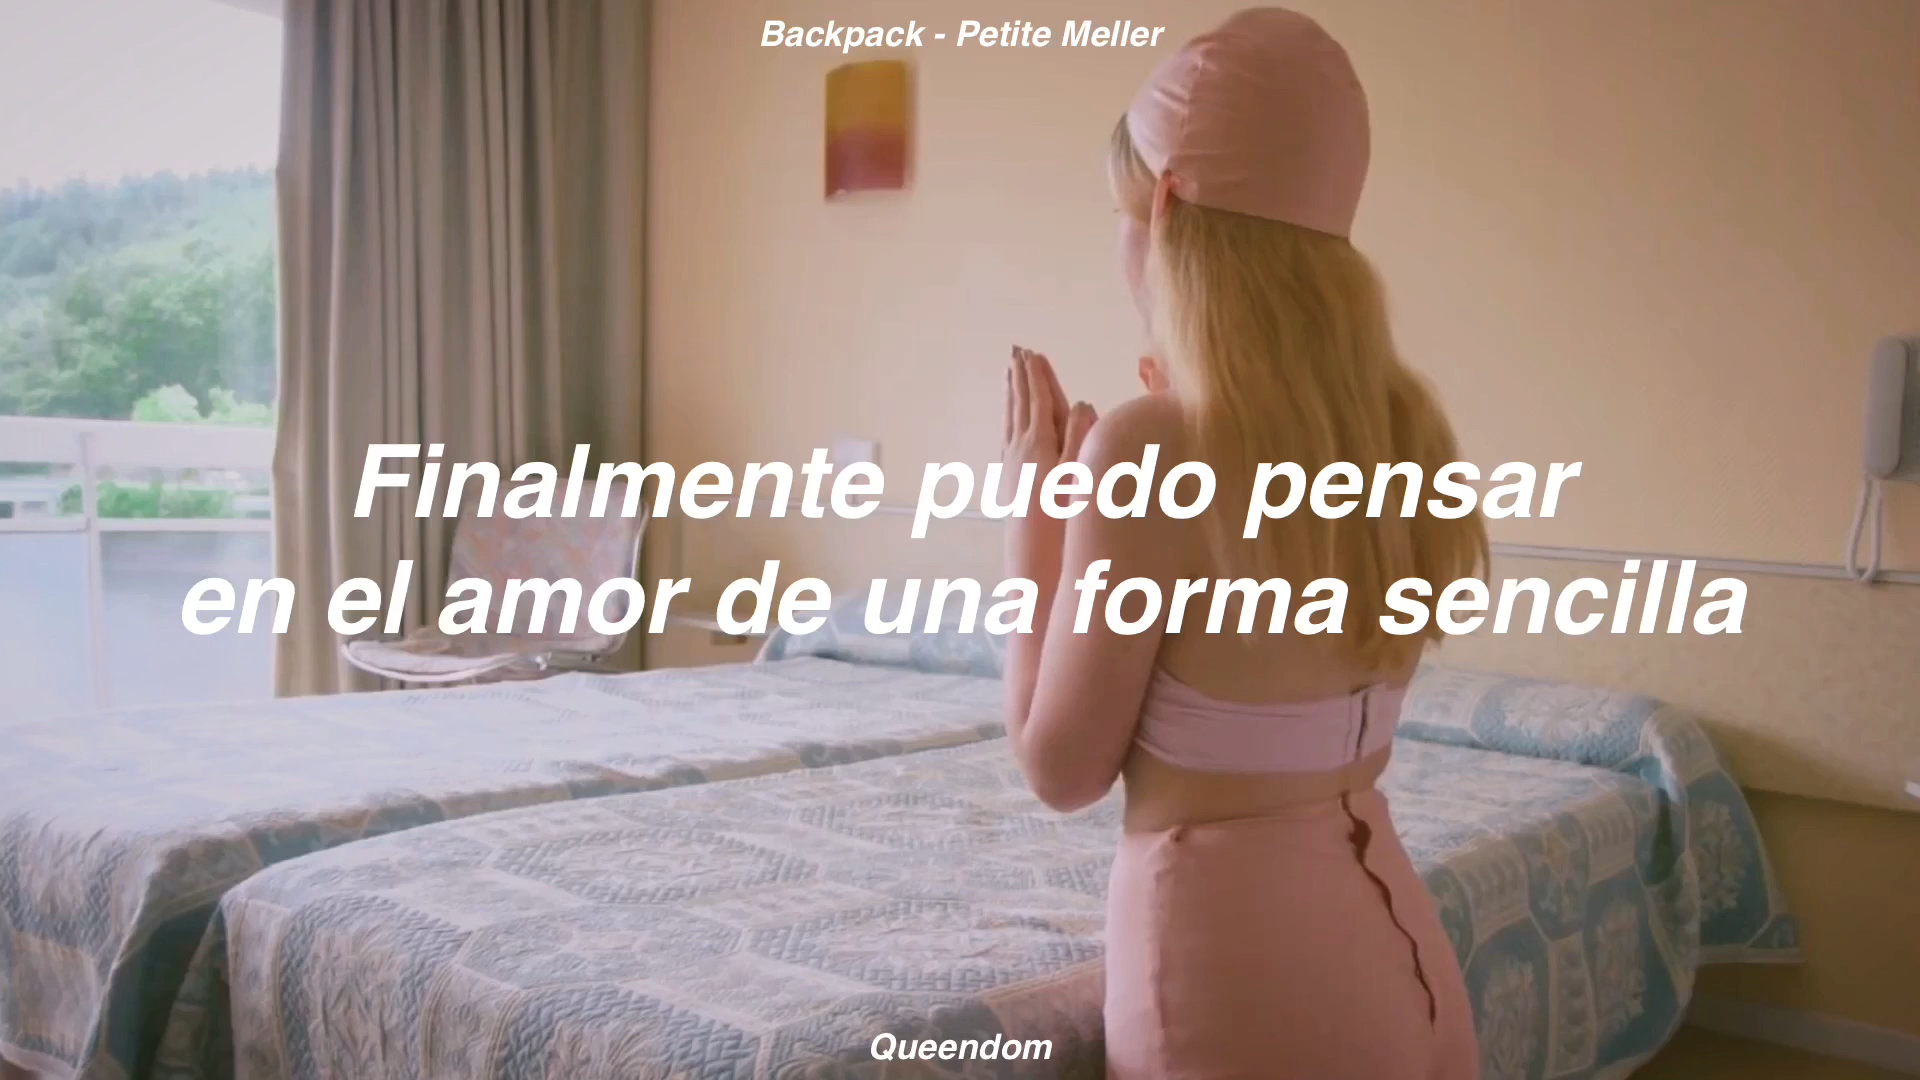 Backpack - Petite Meller
Finalmente puedo pensar
en el amor de una forma sencilla
Queendom